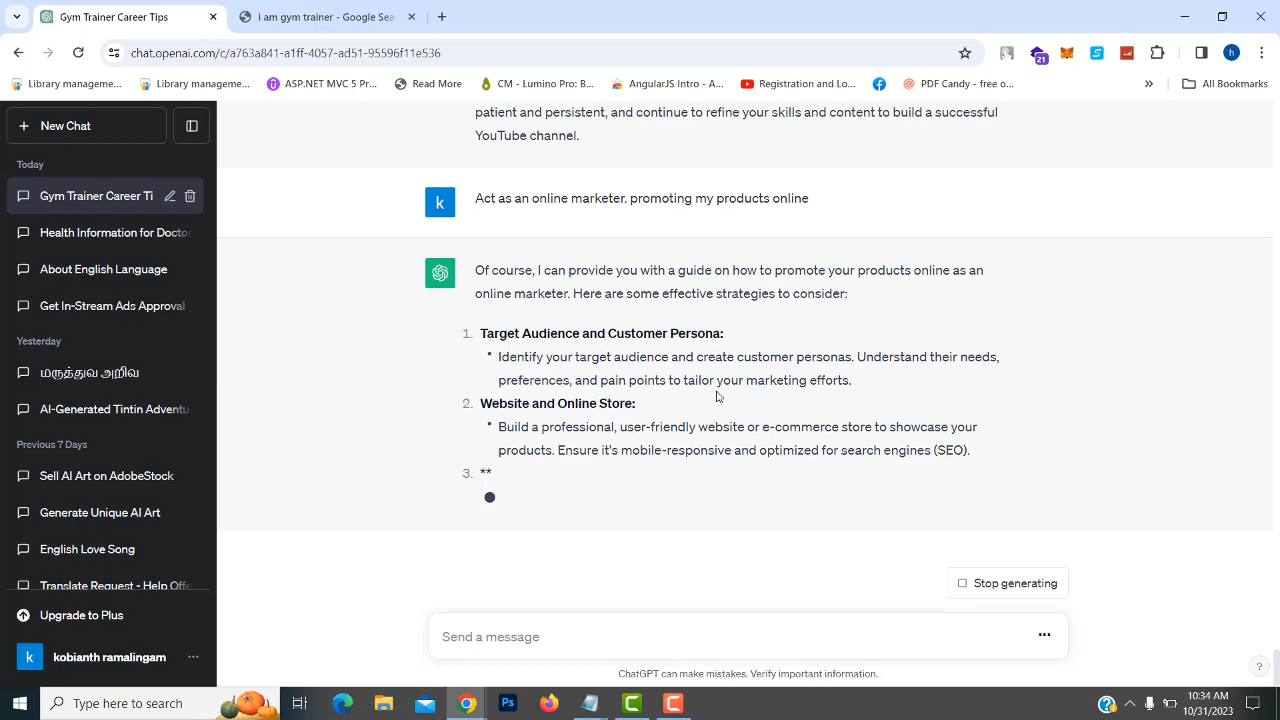 Gym Trainer Career Tips
I am gym trainer - Google Sear
chat.openai.com/c/a763a841-a1ff-4057-ad51-95596f11e536
21
h
Library management...
Library management...
ASP.NET MVC 5 Pr...
Read More
CM - Lumino Pro: B...
AngularJS Intro - A...
Registration and Lo...
PDF Candy - free o...
»
All Bookmarks
New Chat
Today
Gym Trainer Career Ti
Health Information for Docto
About English Language
Get In-Stream Ads Approval
Yesterday
AI-Generated Tintin Adventu
Previous 7 Days
Sell AI Art on AdobeStock
Generate Unique AI Art
English Love Song
Translate Request - Help Offe
Upgrade to Plus
k
kobianth ramalingam
patient and persistent, and continue to refine your skills and content to build a successful
YouTube channel.
k
Act as an online marketer. promoting my products online
Of course, I can provide you with a guide on how to promote your products online as an
online marketer. Here are some effective strategies to consider:
1. Target Audience and Customer Persona:
• Identify your target audience and create customer personas. Understand their needs,
preferences, and pain points to tailor your marketing efforts.
2. Website and Online Store:
• Build a professional, user-friendly website or e-commerce store to showcase your
products. Ensure it's mobile-responsive and optimized for search engines (SEO).
3. **
Stop generating
Send a message
ChatGPT can make mistakes. Verify important information.
?
Type here to search
Ps
10:34 AM
10/31/2023